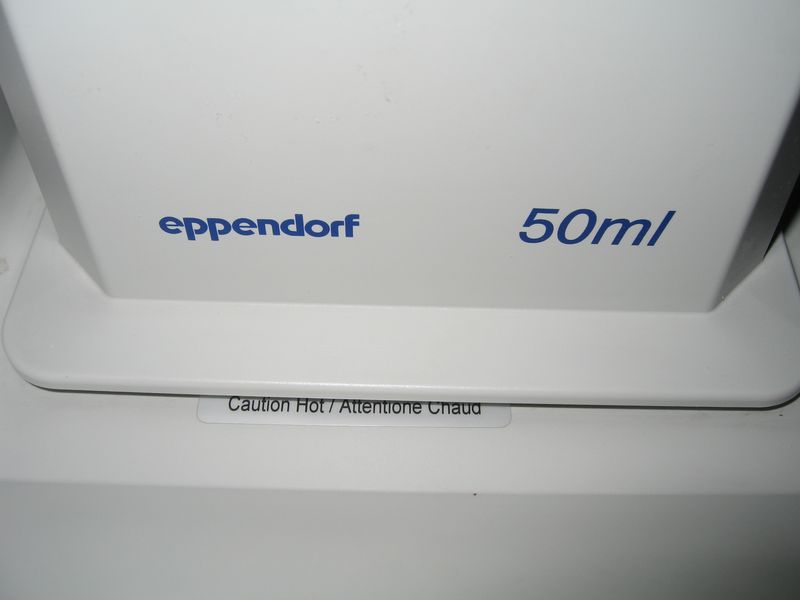 eppendorf
50ml
Caution Hot / Attentione Chaud